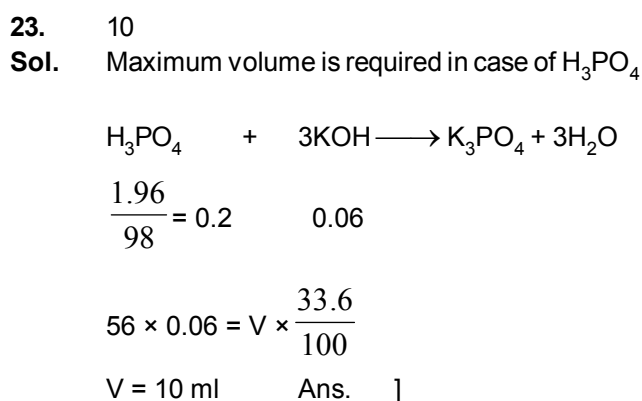 23. 10
Sol. Maximum volume is required in case of H₃PO₄
H₃PO₄ + 3KOH ⟶ K₃PO₄ + 3H₂O
1.96/98 = 0.2 0.06
56 × 0.06 = V × 33.6/100
V = 10 ml Ans. ]